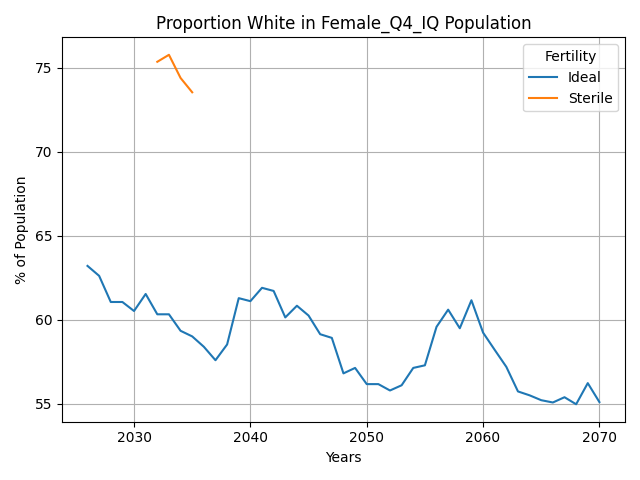 Proportion White in Female_Q4_IQ Population
Fertility
Ideal
Sterile
% of Population
75
70
65
60
55
2030 2040 2050 2060 2070
Years